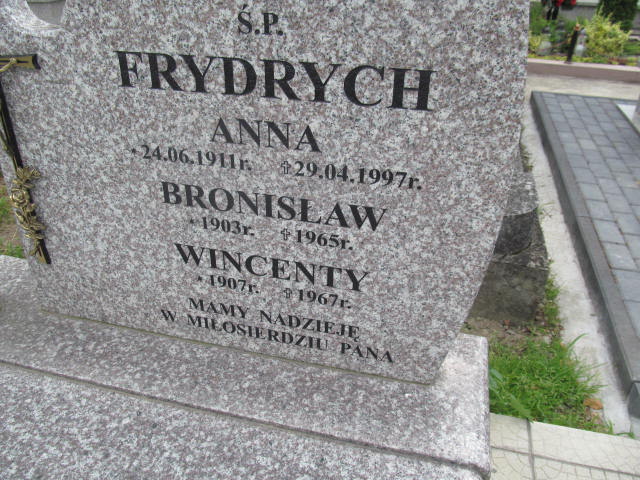 Ś.P.
FRYDRYCH
ANNA
*24.06.1911r. ✝29.04.1997r.
BRONISŁAW
*1903r. ✝1965r.
WINCENTY
*1907r. ✝1967r.
MAMY NADZIEJĘ
W MIŁOSIERDZIU PANA